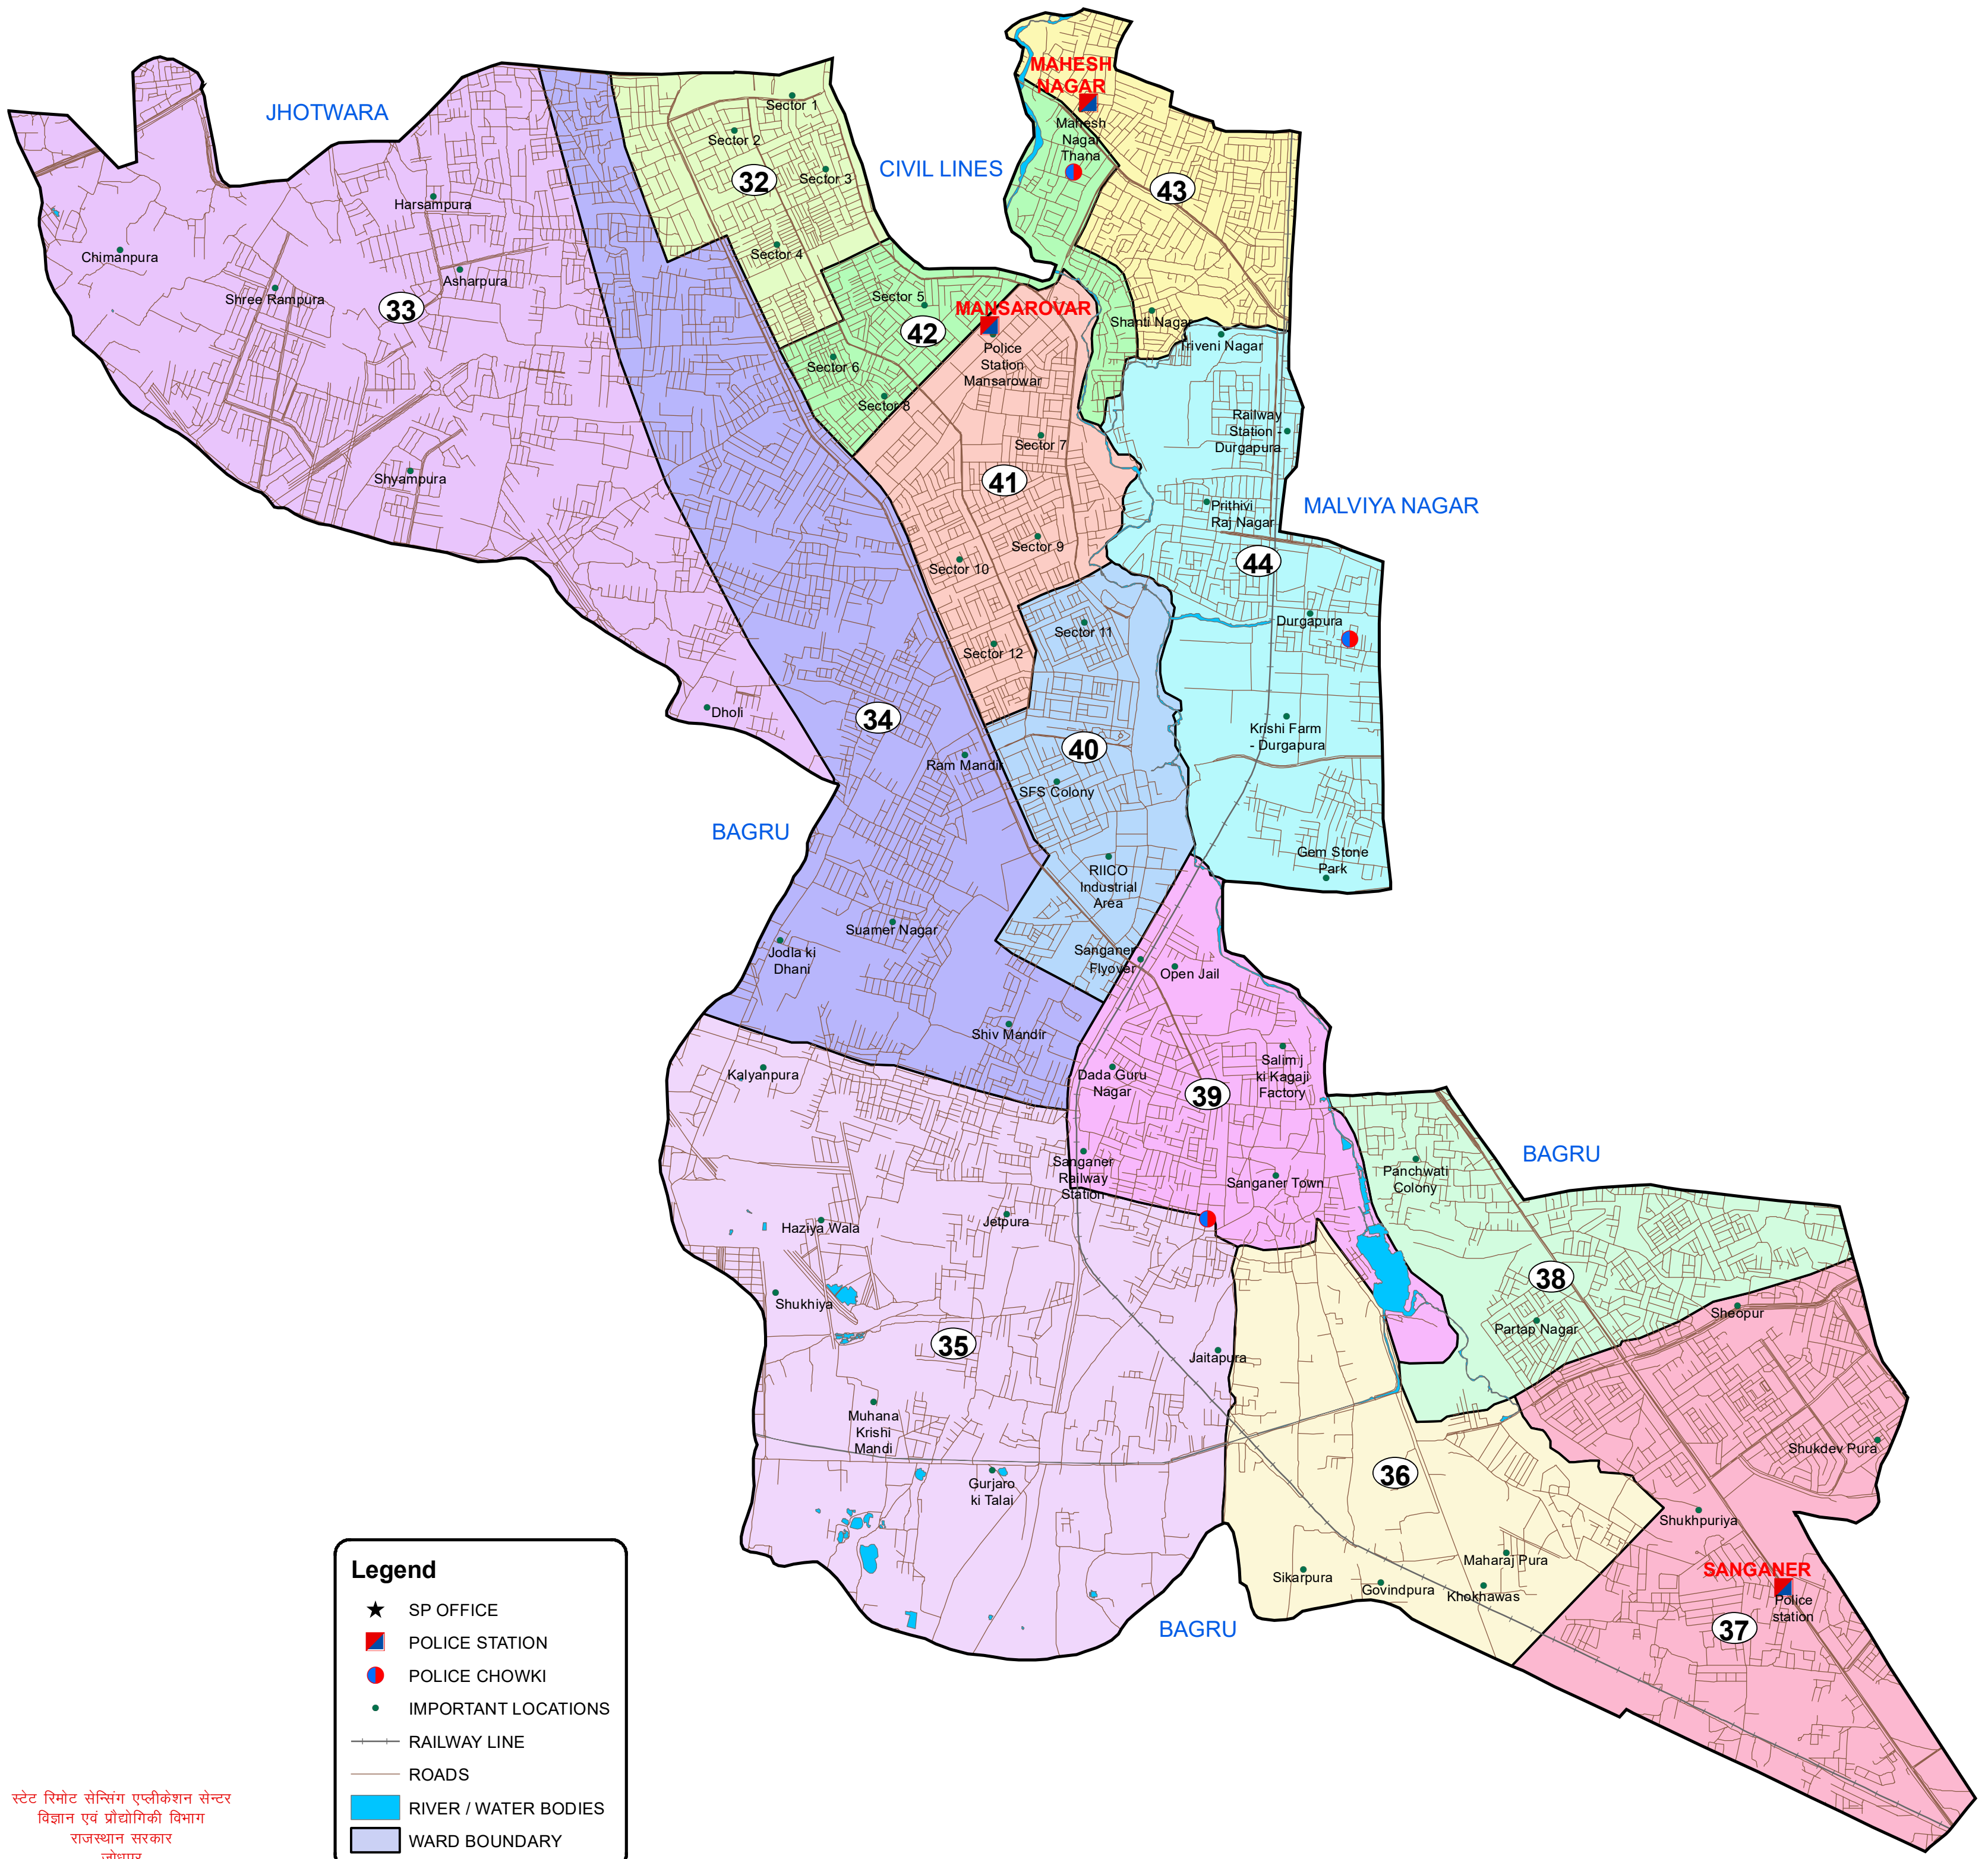 MAHESH
NAGAR
Mahesh
Nagar
Thana
JHOTWARA
CIVIL LINES
Sector 1
Sector 2
Sector 3
32
43
Harsampura
Chimanpura
Sector 4
Asharpura
Shree Rampura
33
Sector 5
MANSAROVAR
42
Shanti Nagar
Triveni Nagar
Police
Station
Mansarowar
Sector 6
Sector 8
Railway
Station -
Durgapura
Sector 7
Shyampura
41
MALVIYA NAGAR
Prithivi
Raj Nagar
Sector 9
44
Sector 10
Durgapura
Sector 11
Sector 12
Dholi
34
Krishi Farm
- Durgapura
40
Ram Mandir
SFS Colony
BAGRU
Gem Stone
Park
RIICO
Industrial
Area
Suamer Nagar
Jodla ki
Dhani
Sanganer
Flyover
Open Jail
Shiv Mandir
Kalyanpura
Dada Guru
Nagar
Salim j
ki Kagaji
Factory
39
BAGRU
Sanganer
Railway
Station
Sanganer Town
Panchwati
Colony
Haziya Wala
Jetpura
38
Shukhiya
Sheopur
Partap Nagar
35
Jaitapura
Muhana
Krishi
Mandi
Shukdev Pura
36
Gurjaro
ki Talai
Shukhpuriya
Maharaj Pura
SANGANER
Sikarpura
Govindpura
Khokhawas
Police
station
37
BAGRU
Legend
SP OFFICE
POLICE STATION
POLICE CHOWKI
IMPORTANT LOCATIONS
RAILWAY LINE
ROADS
RIVER / WATER BODIES
WARD BOUNDARY
स्टेट रिमोट सेन्सिंग एप्लीकेशन सेन्टर
विज्ञान एवं प्रौद्योगिकी विभाग
राजस्थान सरकार